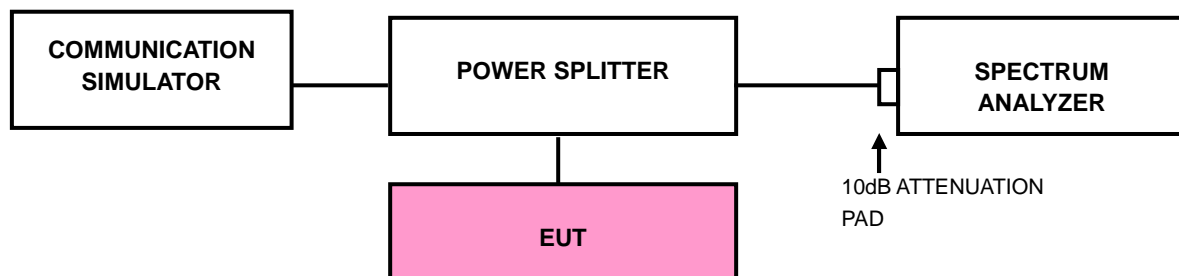 COMMUNICATION
SIMULATOR
POWER SPLITTER
SPECTRUM
ANALYZER
10dB ATTENUATION
PAD
EUT